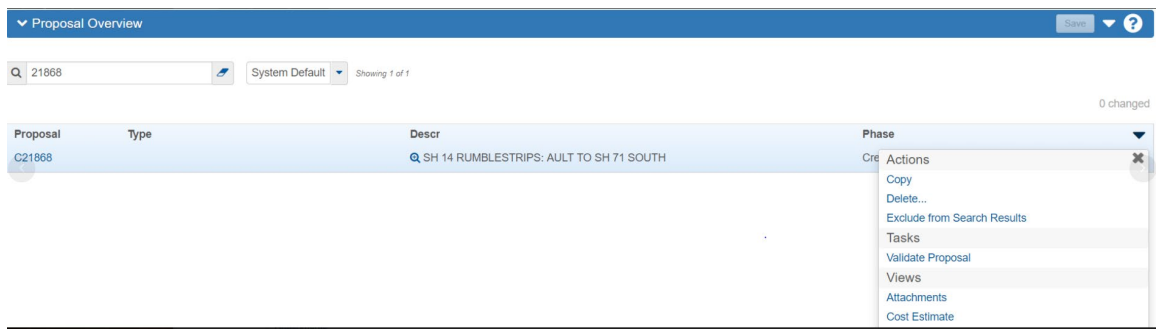 Proposal Overview
Save ?
21868 System Default Showing 1 of 1
0 changed
Proposal Type Descr Phase
C21868 SH 14 RUMBLESTRIPS: AULT TO SH 71 SOUTH Cre
Actions
Copy
Delete...
Exclude from Search Results
Tasks
Validate Proposal
Views
Attachments
Cost Estimate